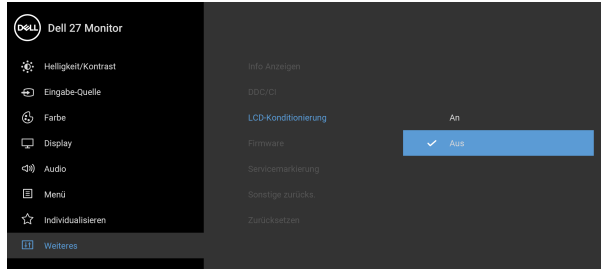 DELL Dell 27 Monitor
Helligkeit/Kontrast
Eingabe-Quelle
Farbe
Display
Audio
Menü
Individualisieren
Weiteres
Info Anzeigen
DDC/CI
LCD-Konditionierung
Firmware
Servicemarkierung
Sonstige zurücks.
Zurücksetzen
An
Aus